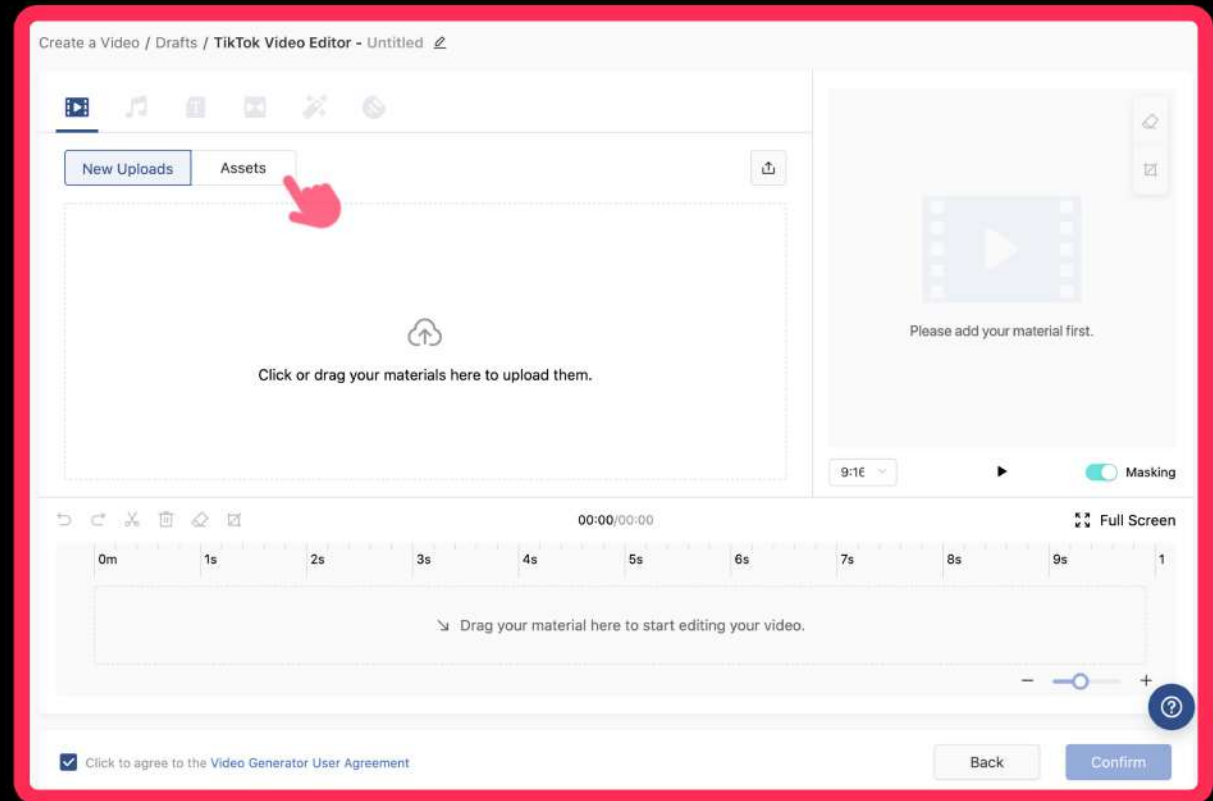 Create a Video / Drafts / TikTok Video Editor - Untitled
New Uploads
Assets
Click or drag your materials here to upload them.
Please add your material first.
9:16
Masking
00:00/00:00
Full Screen
0m 1s 2s 3s 4s 5s 6s 7s 8s 9s 1
Drag your material here to start editing your video.
Click to agree to the Video Generator User Agreement
Back
Confirm